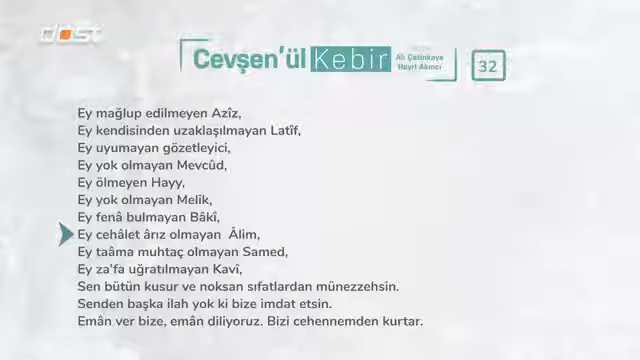 dost
Cevşen'ül Kebir
Ali Çetinkaya
Hayri Akıncı
32
Ey mağlup edilmeyen Azîz,
Ey kendisinden uzaklaşılmayan Latîf,
Ey uyumayan gözetleyici,
Ey yok olmayan Mevcûd,
Ey ölmeyen Hayy,
Ey yok olmayan Melik,
Ey fenâ bulmayan Bâkî,
Ey cehâlet ârız olmayan Âlim,
Ey taâma muhtaç olmayan Samed,
Ey za'fa uğratılmayan Kavî,
Sen bütün kusur ve noksan sıfatlardan münezzehsin.
Senden başka ilah yok ki bize imdat etsin.
Emân ver bize, emân diliyoruz. Bizi cehennemden kurtar.